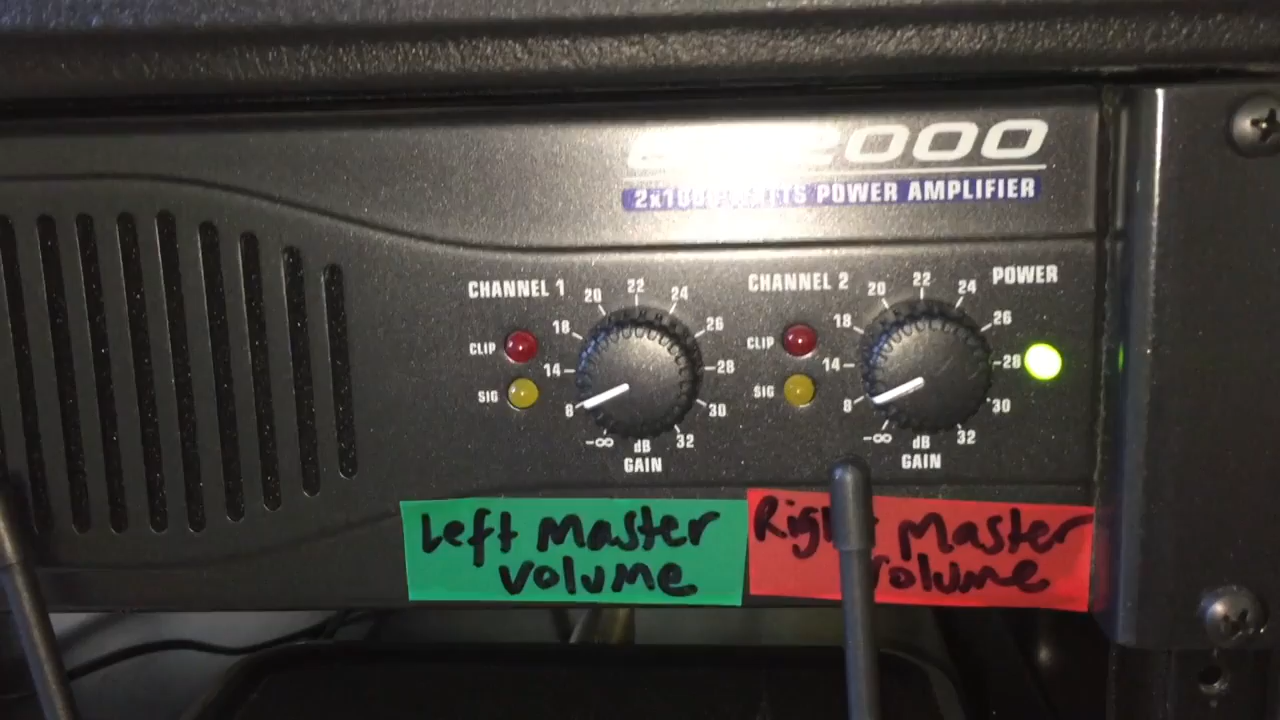 2000
POWER AMPLIFIER
CHANNEL 1
CHANNEL 2
POWER
CLIP
SIG
-∞ 8 14 18 20 22 24 26 28 30 32
dB
GAIN
CLIP
SIG
-∞ 8 14 18 20 22 24 26 28 30 32
dB
GAIN
Left Master
Volume
Right Master
Volume